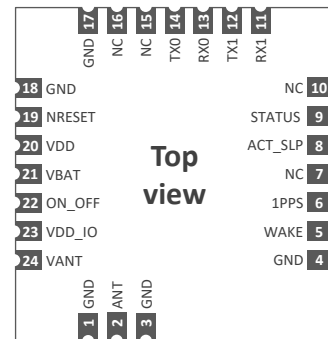 17 16 15 14 13 12 11
GND NC NC TX0 RX0 TX1 RX1
18 GND
NC 10
19 NRESET
STATUS 9
20 VDD
ACT_SLP 8
21 VBAT
NC 7
22 ON_OFF
1PPS 6
23 VDD_IO
WAKE 5
24 VANT
GND 4
Top
view
GND ANT GND
1 2 3